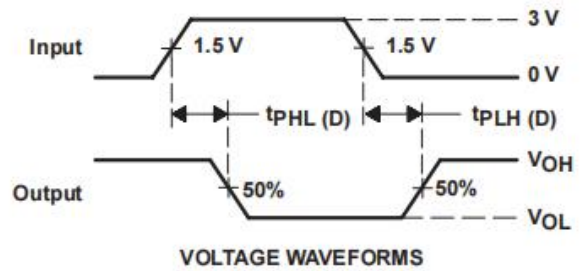 3 V
Input
1.5 V
1.5 V
0 V
tPHL (D)
tPLH (D)
VOH
Output
50%
50%
VOL
VOLTAGE WAVEFORMS